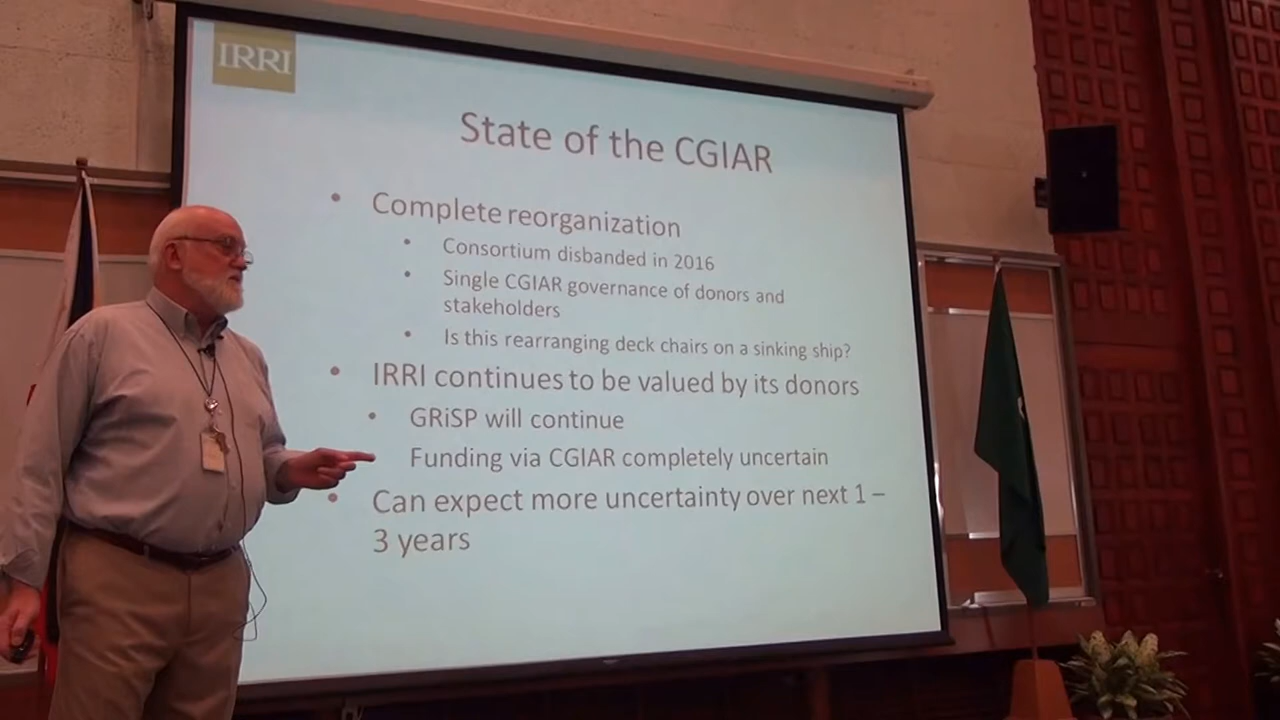 IRRI
State of the CGIAR
• Complete reorganization
• Consortium disbanded in 2016
• Single CGIAR governance of donors and
stakeholders
• Is this rearranging deck chairs on a sinking ship?
• IRRI continues to be valued by its donors
• GRiSP will continue
Funding via CGIAR completely uncertain
• Can expect more uncertainty over next 1 –
3 years